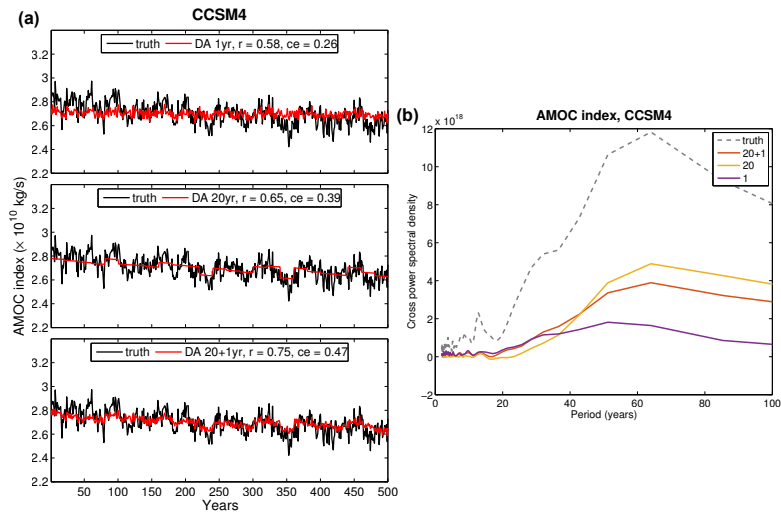 (a)
CCSM4
truth
DA 1yr, r = 0.58, ce = 0.26
3.2
3
2.8
2.6
2.4
2.2
truth
DA 20yr, r = 0.65, ce = 0.39
3.2
3
2.8
2.6
2.4
2.2
AMOC index (× 10^10 kg/s)
truth
DA 20+1yr, r = 0.75, ce = 0.47
3.2
3
2.8
2.6
2.4
2.2
50 100 150 200 250 300 350 400 450 500
Years
(b)
AMOC index, CCSM4
x 10^18
truth
20+1
20
1
12
10
8
6
4
2
0
−2
Cross power spectral density
0 20 40 60 80 100
Period (years)